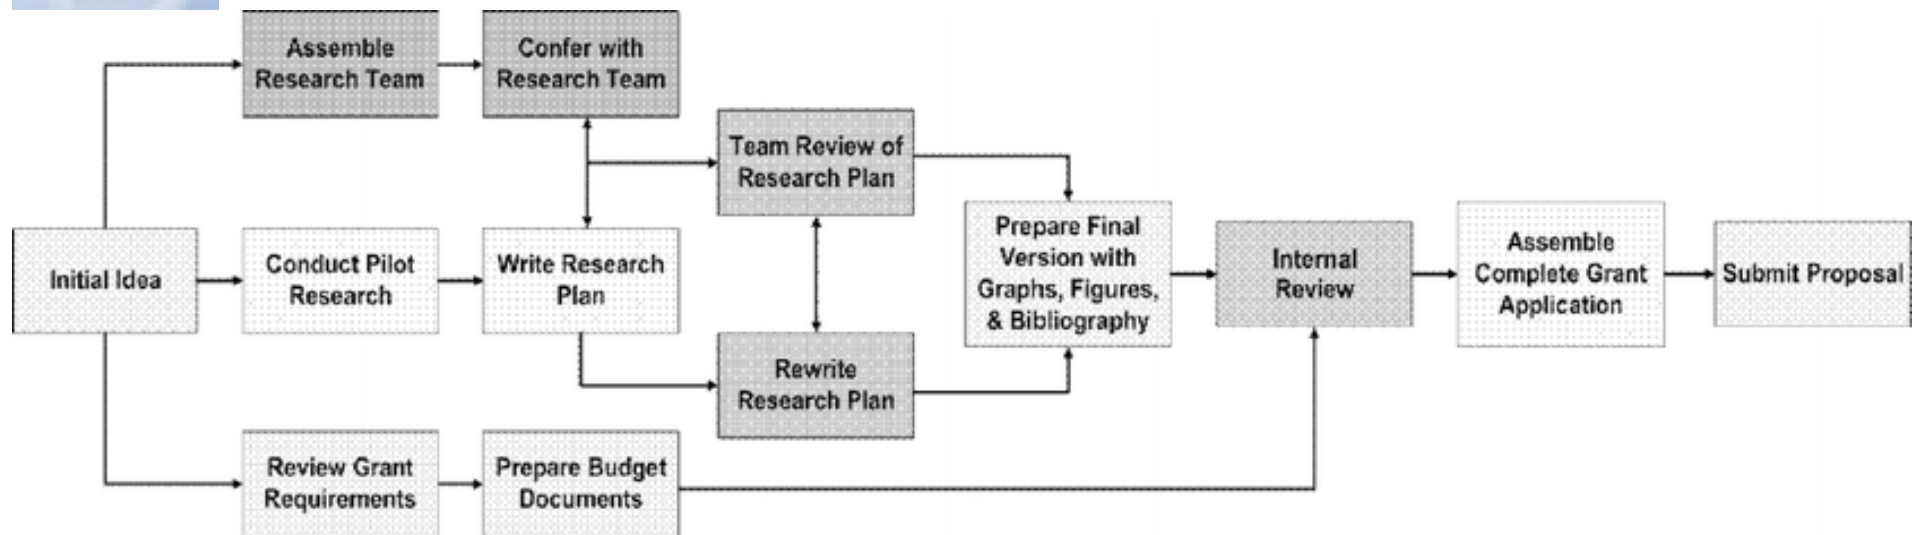 Assemble
Research Team
Confer with
Research Team
Team Review of
Research Plan
Initial Idea
Conduct Pilot
Research
Write Research
Plan
Prepare Final
Version with
Graphs, Figures,
& Bibliography
Internal
Review
Assemble
Complete Grant
Application
Submit Proposal
Rewrite
Research Plan
Review Grant
Requirements
Prepare Budget
Documents